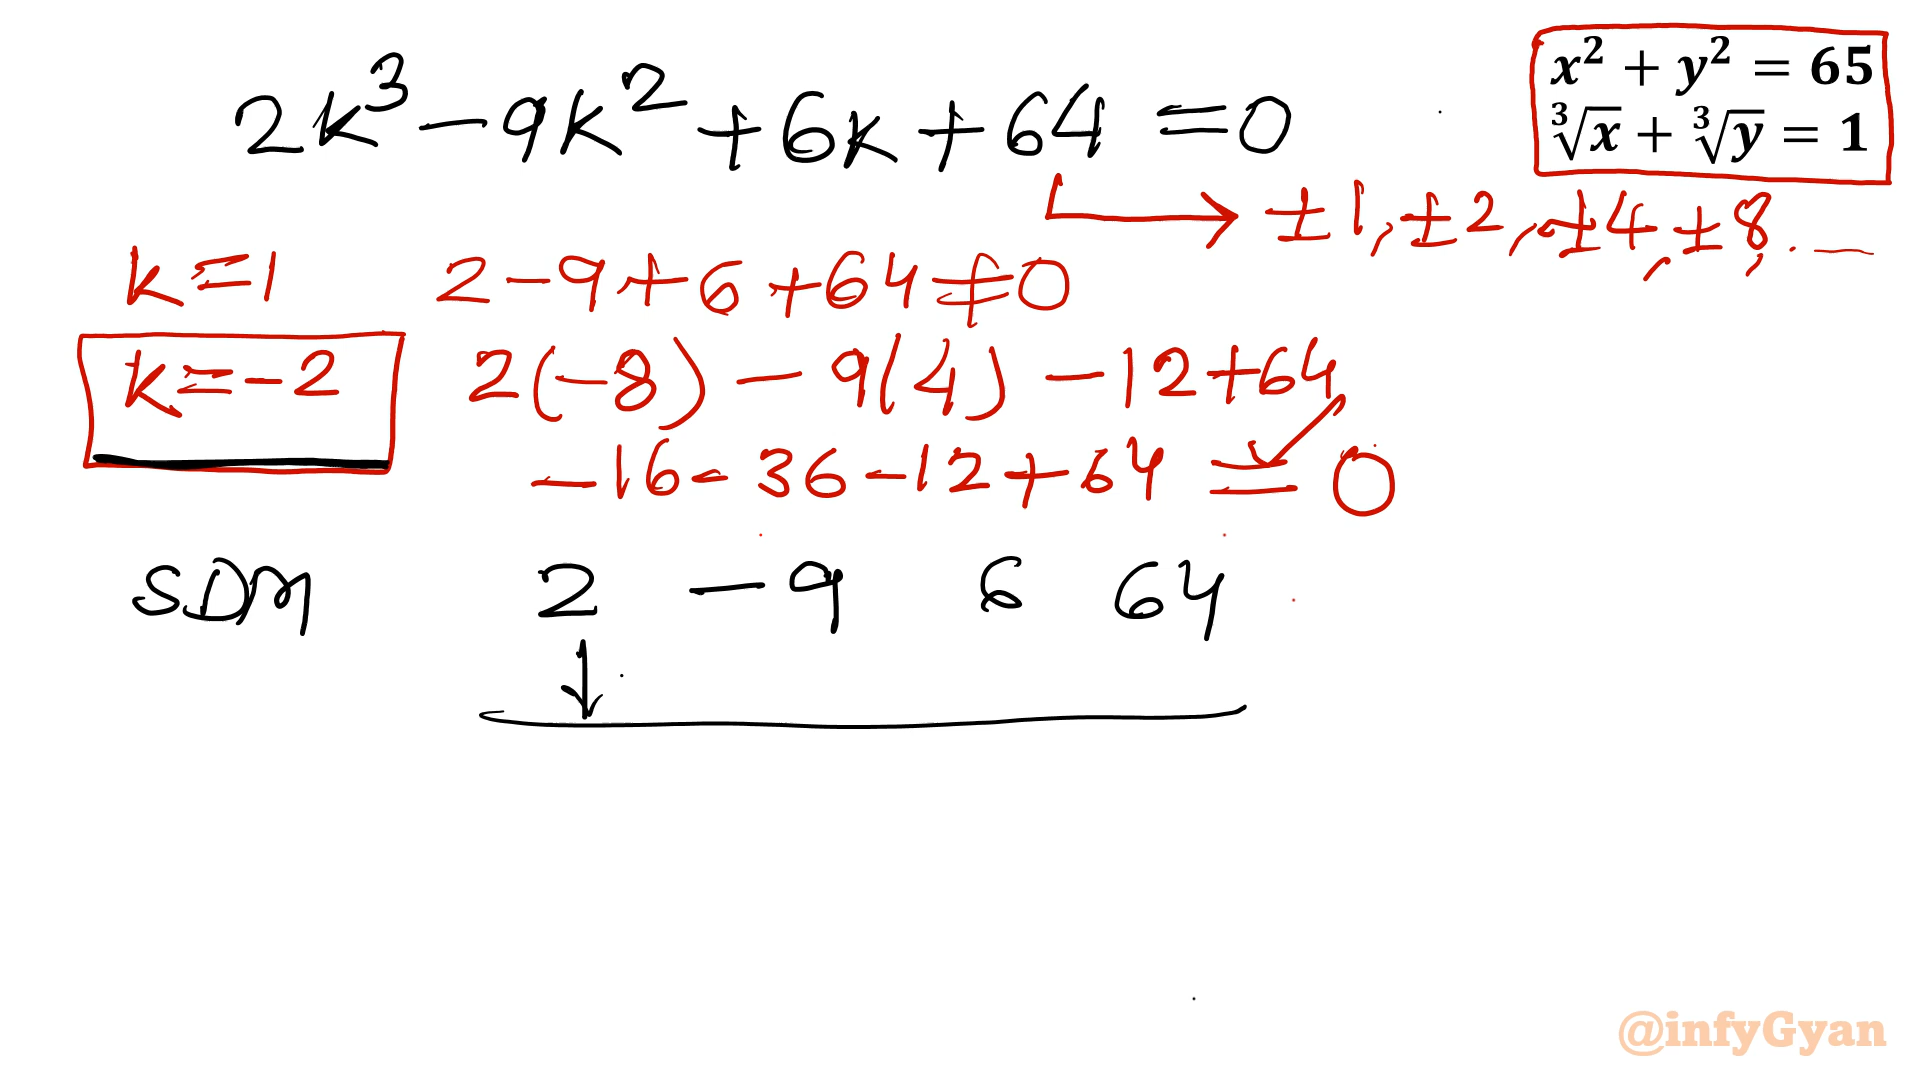 2k³ - 9k² + 6k + 64 = 0
x² + y² = 65
∛x + ∛y = 1
→ ±1, ±2, ±4, ±8, . —
k = 1 2 - 9 + 6 + 64 ≠ 0
k = -2 2(-8) - 9(4) - 12 + 64
-16 - 36 - 12 + 64 = 0
SDM 2 -9 6 64
↓
@infyGyan